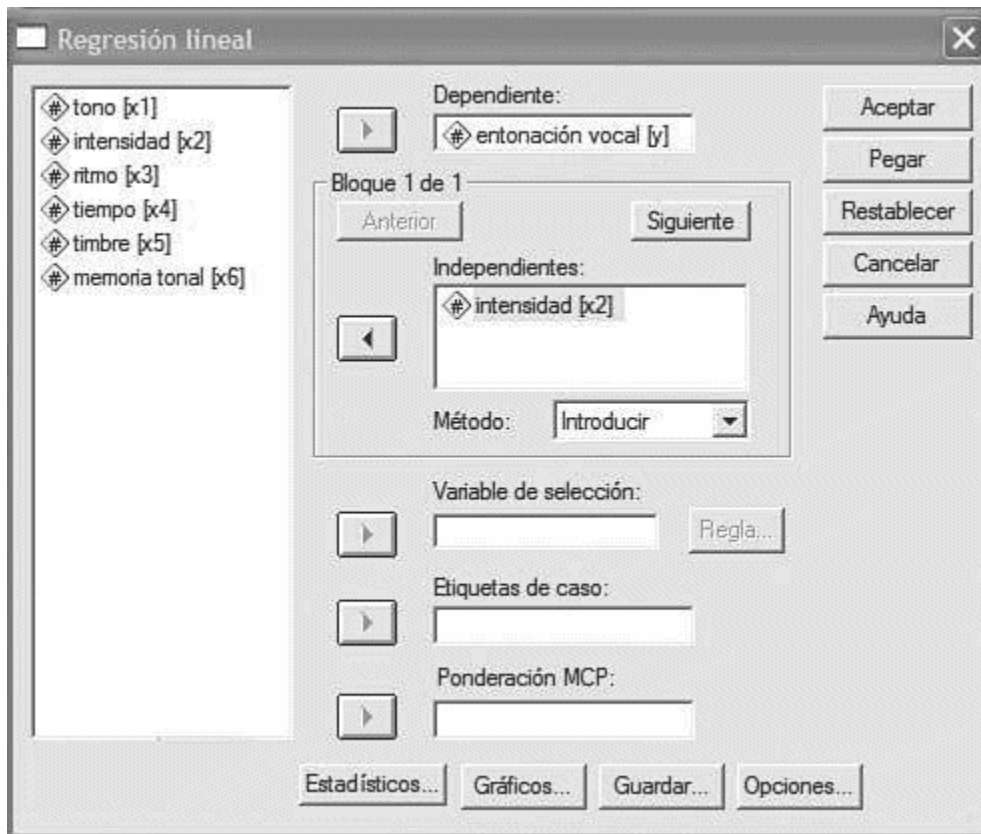 Regresión lineal
tono [x1]
intensidad [x2]
ritmo [x3]
tiempo [x4]
timbre [x5]
memoria tonal [x6]
Dependiente:
entonación vocal [y]
Bloque 1 de 1
Anterior
Siguiente
Independientes:
intensidad [x2]
Método:
Introducir
Variable de selección:
Regla...
Etiquetas de caso:
Ponderación MCP:
Estadísticos...
Gráficos...
Guardar...
Opciones...
Aceptar
Pegar
Restablecer
Cancelar
Ayuda